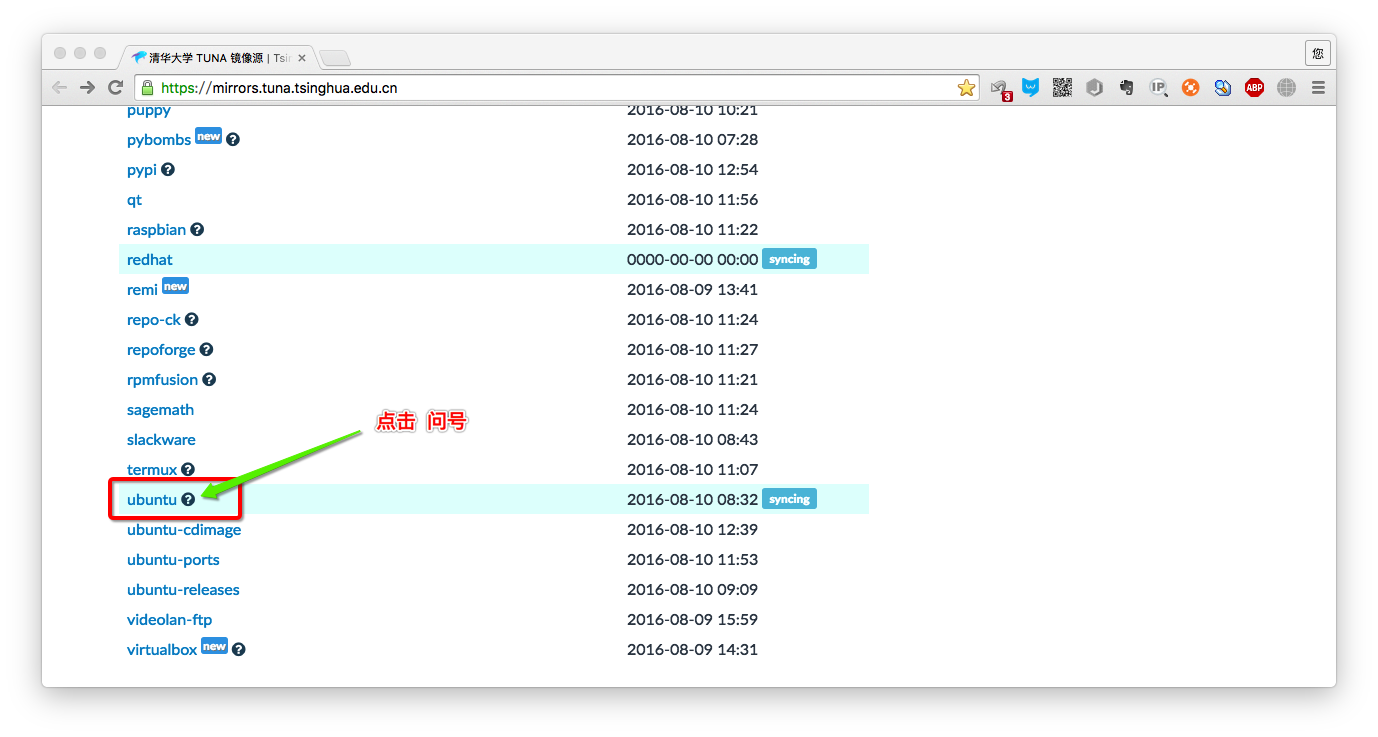 清华大学 TUNA 镜像源 | Tsi
您
https://mirrors.tuna.tsinghua.edu.cn
3
IP
ABP
puppy 2016-08-10 10:21
pybombs new ? 2016-08-10 07:28
pypi ? 2016-08-10 12:54
qt 2016-08-10 11:56
raspbian ? 2016-08-10 11:22
redhat 0000-00-00 00:00 syncing
remi new 2016-08-09 13:41
repo-ck ? 2016-08-10 11:24
repoforge ? 2016-08-10 11:27
rpmfusion ? 2016-08-10 11:21
sagemath 2016-08-10 11:24
点击 问号
slackware 2016-08-10 08:43
termux ? 2016-08-10 11:07
ubuntu ? 2016-08-10 08:32 syncing
ubuntu-cdimage 2016-08-10 12:39
ubuntu-ports 2016-08-10 11:53
ubuntu-releases 2016-08-10 09:09
videolan-ftp 2016-08-09 15:59
virtualbox new ? 2016-08-09 14:31